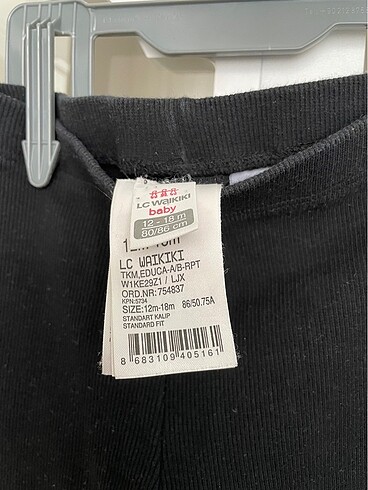 LC WAIKIKI
baby
12 - 18 m
80/86 cm
LC WAIKIKI
TKM,EDUCA-A/B-RPT
W1KE29Z1 / LJX
ORD.NR: 754837
KPN:5734
SIZE:12m-18m 86/50.75A
STANDART KALIP
STANDARD FIT
8 683109 405161